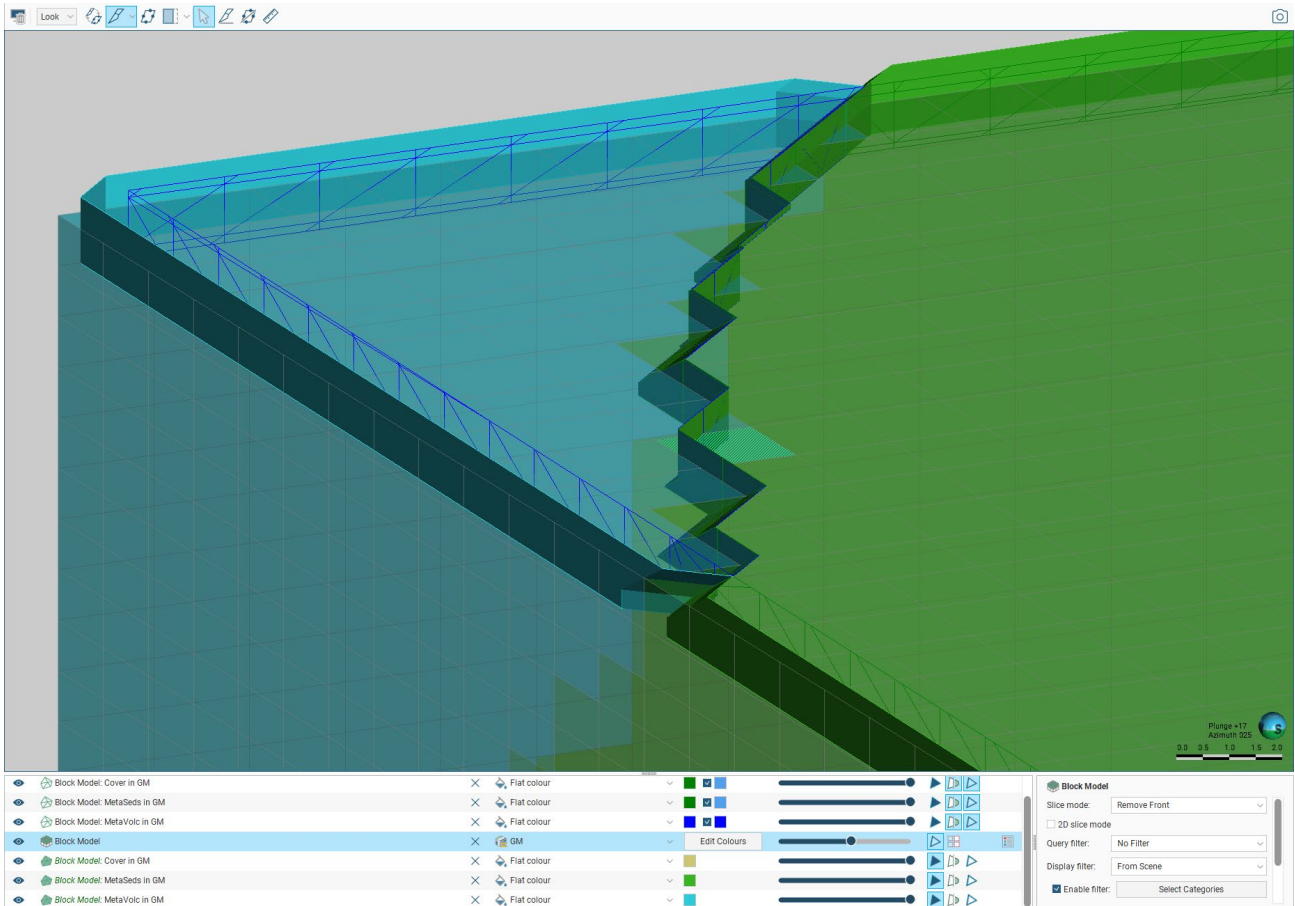 Look
Plunge +17
Azimuth 025
S
0.0 0.5 1.0 1.5 2.0
Block Model: Cover in GM Flat colour
Block Model: MetaSeds in GM Flat colour
Block Model: MetaVolc in GM Flat colour
Block Model GM Edit Colours
Block Model: Cover in GM Flat colour
Block Model: MetaSeds in GM Flat colour
Block Model: MetaVolc in GM Flat colour
Block Model
Slice mode: Remove Front
2D slice mode
Query filter: No Filter
Display filter: From Scene
Enable filter: Select Categories